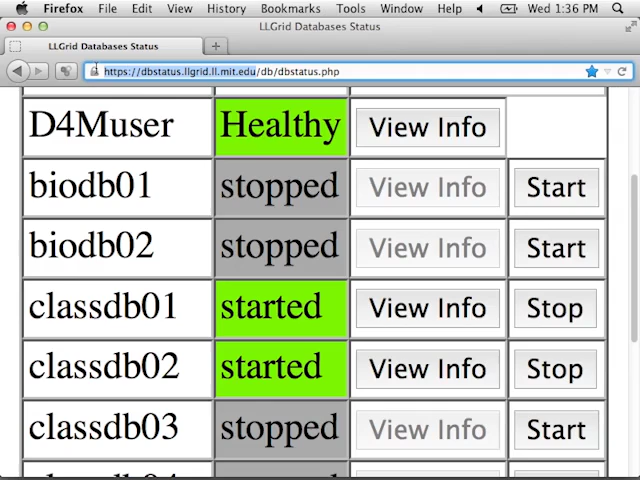 Firefox File Edit View History Bookmarks Tools Window Help Wed 1:36 PM
LLGrid Databases Status
LLGrid Databases Status
https://dbstatus.llgrid.ll.mit.edu/db/dbstatus.php
D4Muser Healthy View Info
biodb01 stopped View Info Start
biodb02 stopped View Info Start
classdb01 started View Info Stop
classdb02 started View Info Stop
classdb03 stopped View Info Start